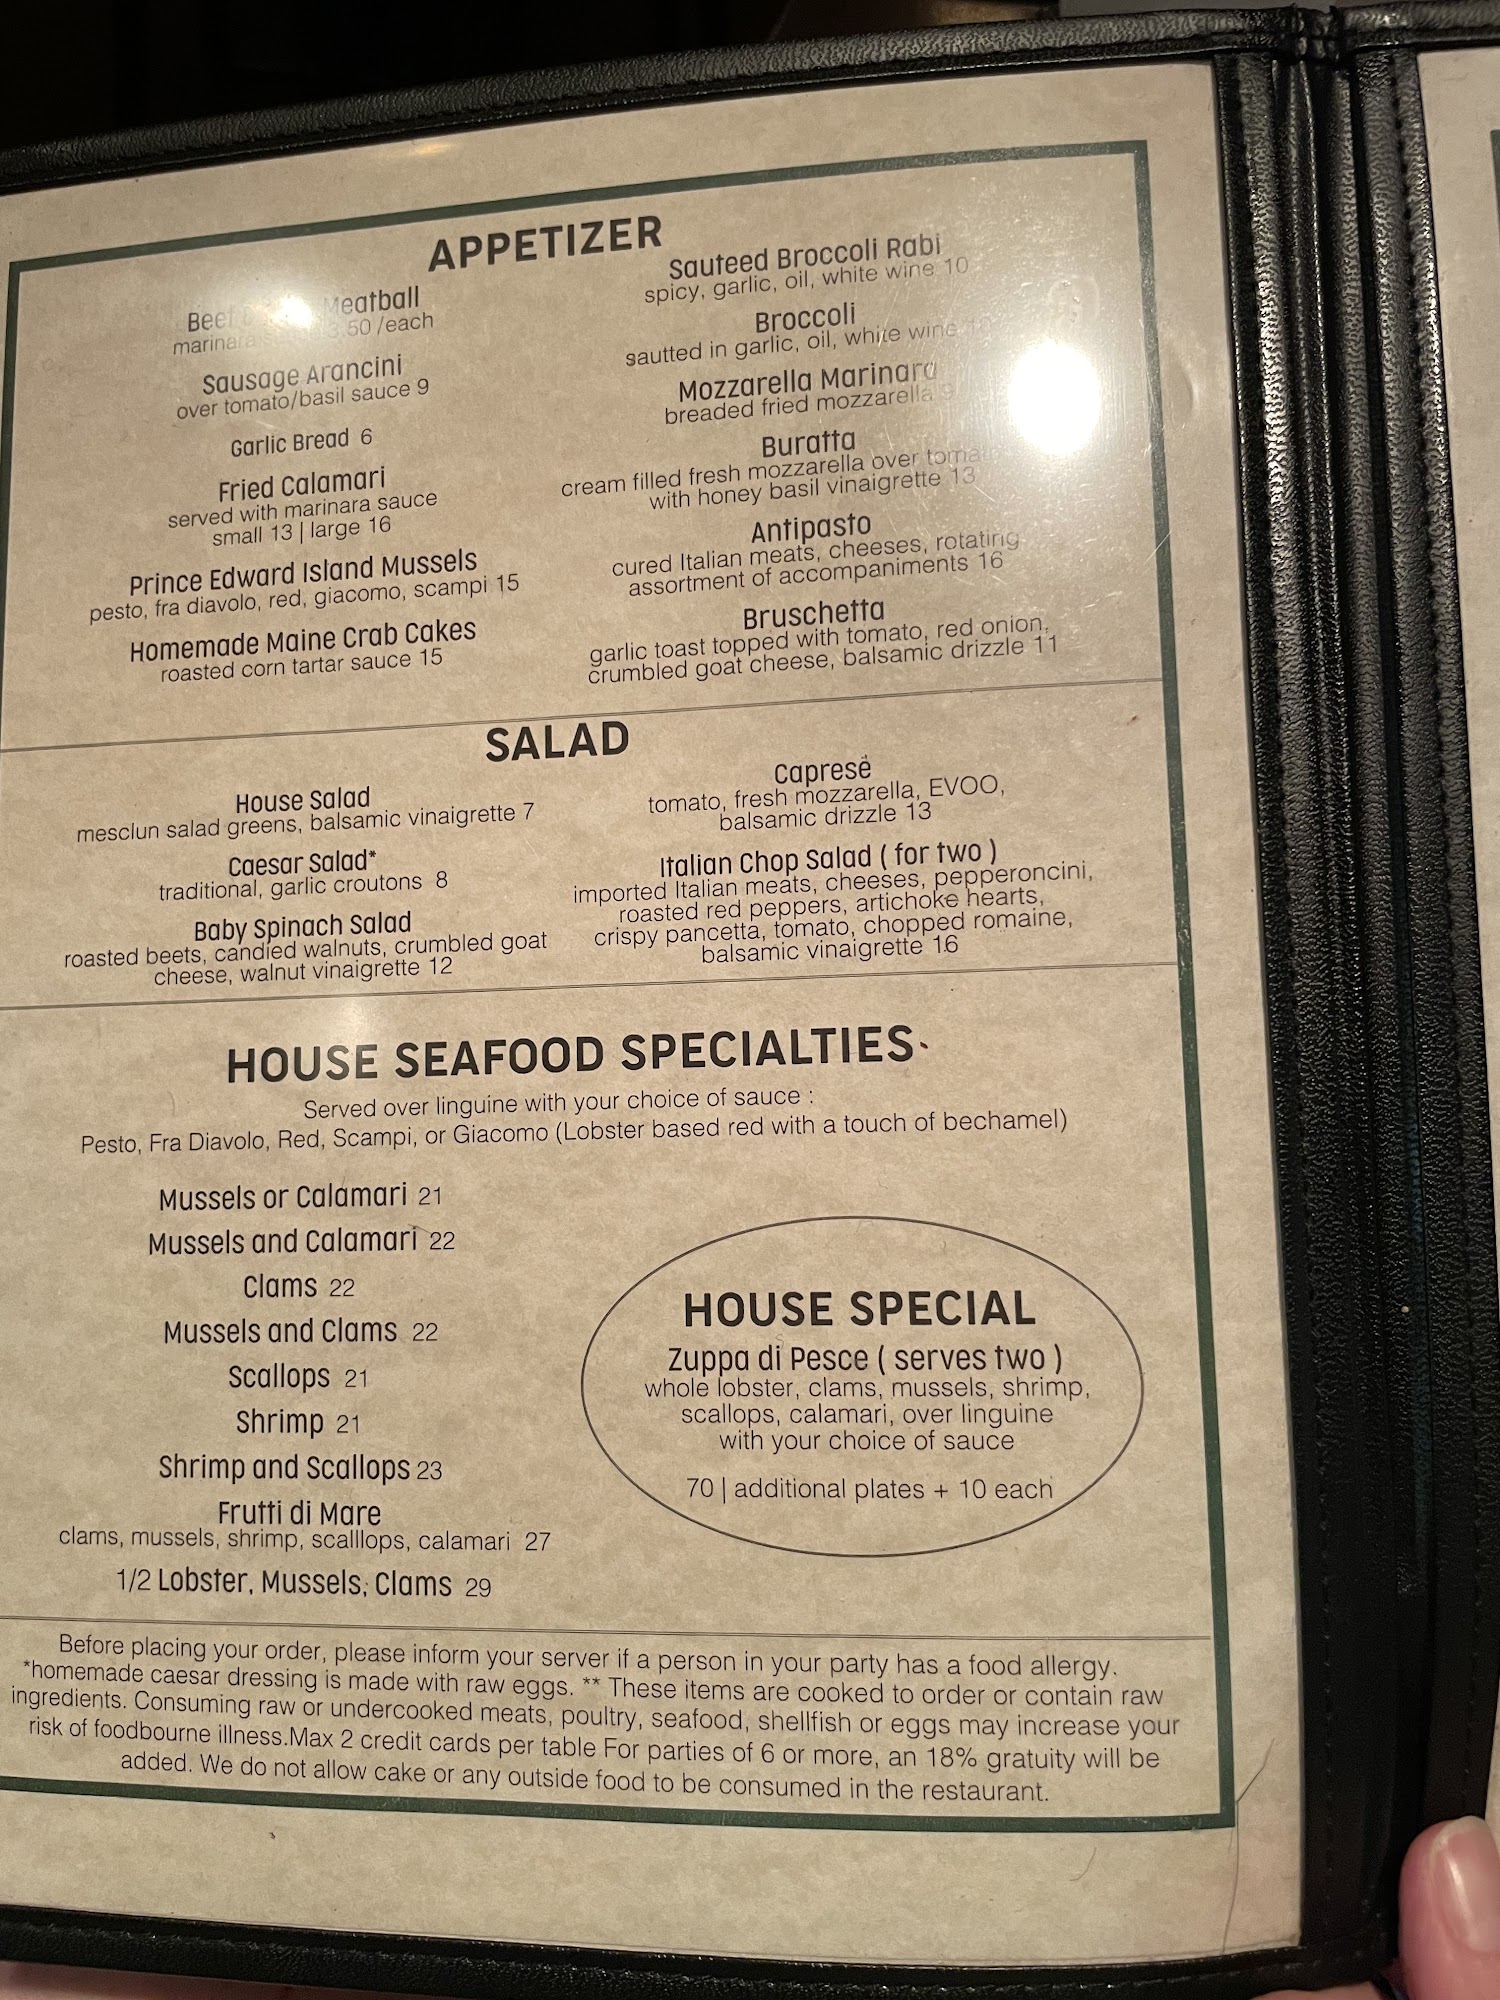 APPETIZER
Beef Meatball
marinara 3.50 /each
Sausage Arancini
over tomato/basil sauce 9
Garlic Bread 6
Fried Calamari
served with marinara sauce
small 13 | large 16
Prince Edward Island Mussels
pesto, fra diavolo, red, giacomo, scampi 15
Homemade Maine Crab Cakes
roasted corn tartar sauce 15
Sauteed Broccoli Rabi
spicy, garlic, oil, white wine 10
Broccoli
sautted in garlic, oil, white wine
Mozzarella Marinara
breaded fried mozzarella 9
Buratta
cream filled fresh mozzarella over
with honey basil vinaigrette 13
Antipasto
cured Italian meats, cheeses, rotating
assortment of accompaniments 16
Bruschetta
garlic toast topped with tomato, red onion,
crumbled goat cheese, balsamic drizzle 11
SALAD
House Salad
mesclun salad greens, balsamic vinaigrette 7
Caesar Salad*
traditional, garlic croutons 8
Baby Spinach Salad
roasted beets, candied walnuts, crumbled goat
cheese, walnut vinaigrette 12
Caprese
tomato, fresh mozzarella, EVOO,
balsamic drizzle 13
Italian Chop Salad ( for two )
imported Italian meats, cheeses, pepperoncini,
roasted red peppers, artichoke hearts,
crispy pancetta, tomato, chopped romaine,
balsamic vinaigrette 16
HOUSE SEAFOOD SPECIALTIES
Served over linguine with your choice of sauce :
Pesto, Fra Diavolo, Red, Scampi, or Giacomo (Lobster based red with a touch of bechamel)
Mussels or Calamari 21
Mussels and Calamari 22
Clams 22
Mussels and Clams 22
Scallops 21
Shrimp 21
Shrimp and Scallops 23
Frutti di Mare
clams, mussels, shrimp, scalllops, calamari 27
1/2 Lobster, Mussels, Clams 29
HOUSE SPECIAL
Zuppa di Pesce ( serves two )
whole lobster, clams, mussels, shrimp,
scallops, calamari, over linguine
with your choice of sauce
70 | additional plates + 10 each
Before placing your order, please inform your server if a person in your party has a food allergy.
*homemade caesar dressing is made with raw eggs. ** These items are cooked to order or contain raw
ingredients. Consuming raw or undercooked meats, poultry, seafood, shellfish or eggs may increase your
risk of foodbourne illness.Max 2 credit cards per table For parties of 6 or more, an 18% gratuity will be
added. We do not allow cake or any outside food to be consumed in the restaurant.